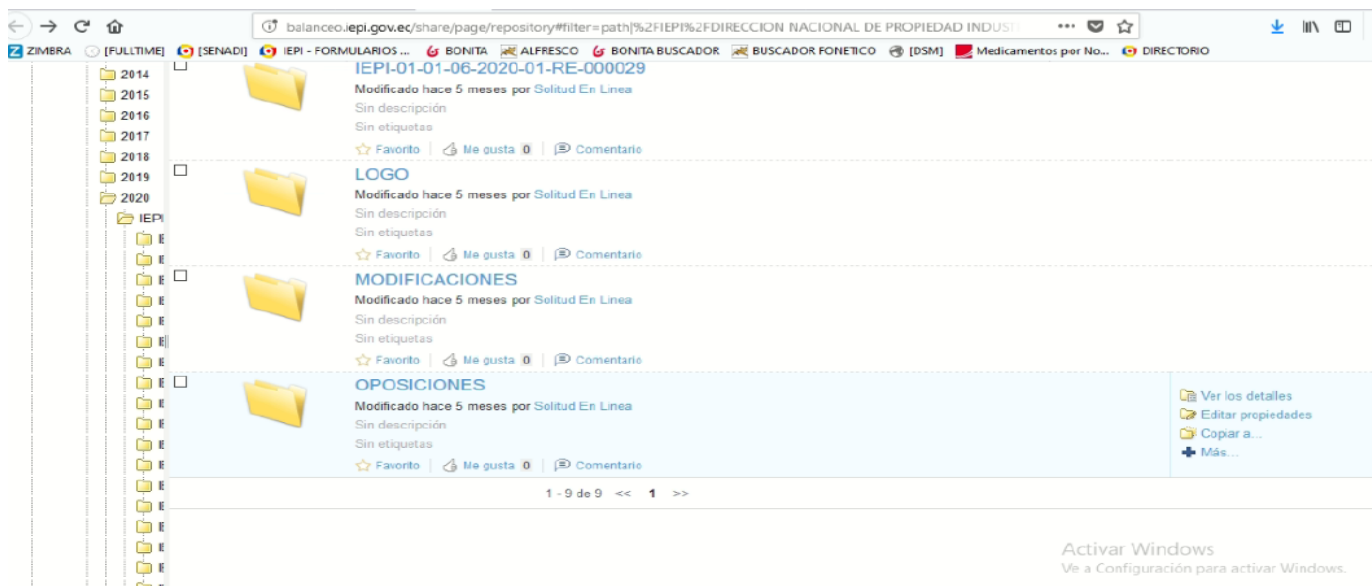 balanceo.iepi.gov.ec/share/page/repository#filter=path|%2FIEPI%2FDIRECCION NACIONAL DE PROPIEDAD INDUST
ZIMBRA [FULLTIME] [SENADI] IEPI - FORMULARIOS ... BONITA ALFRESCO BONITA BUSCADOR BUSCADOR FONETICO [DSM] Medicamentos por No... DIRECTORIO
2014
2015
2016
2017
2018
2019
2020
IEPI
IEPI-01-01-06-2020-01-RE-000029
Modificado hace 5 meses por Solitud En Linea
Sin descripción
Sin etiquetas
Favorito Me gusta 0 Comentario
LOGO
Modificado hace 5 meses por Solitud En Linea
Sin descripción
Sin etiquetas
Favorito Me gusta 0 Comentario
MODIFICACIONES
Modificado hace 5 meses por Solitud En Linea
Sin descripción
Sin etiquetas
Favorito Me gusta 0 Comentario
OPOSICIONES
Modificado hace 5 meses por Solitud En Linea
Sin descripción
Sin etiquetas
Favorito Me gusta 0 Comentario
Ver los detalles
Editar propiedades
Copiar a...
Más...
1 - 9 de 9 << 1 >>
Activar Windows
Ve a Configuración para activar Windows.